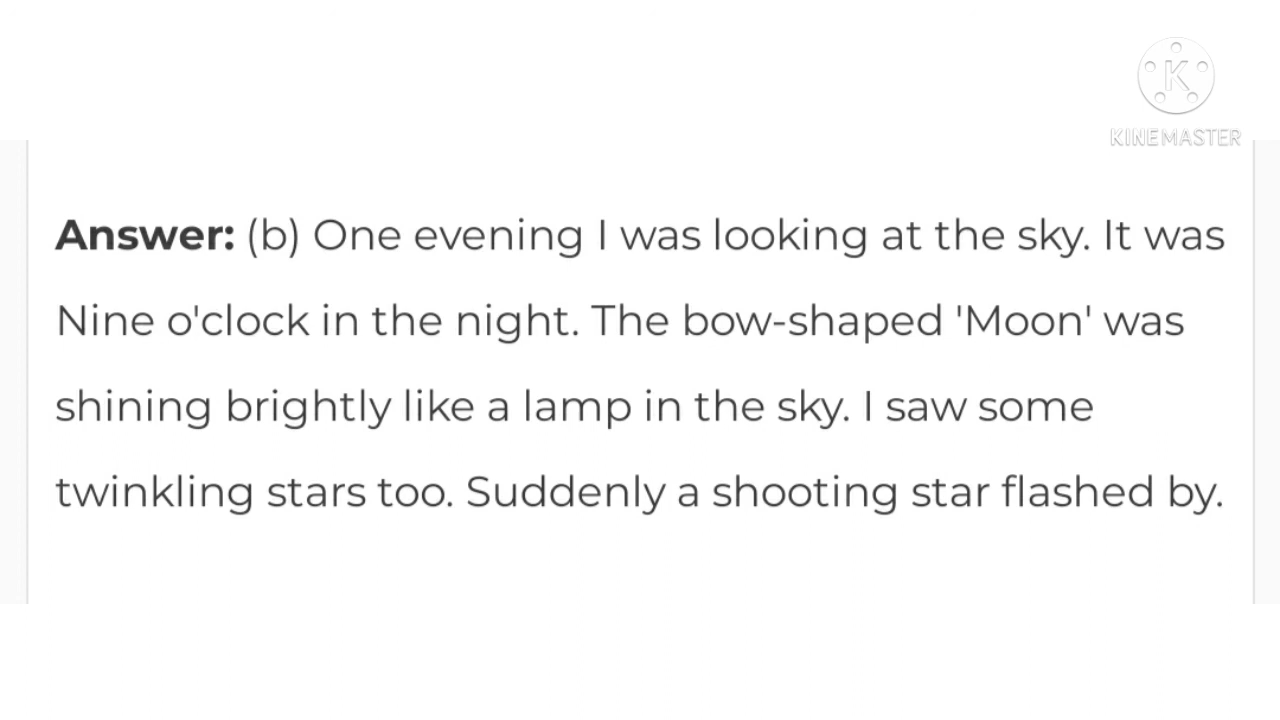 KINEMASTER
Answer: (b) One evening I was looking at the sky. It was
Nine o'clock in the night. The bow-shaped 'Moon' was
shining brightly like a lamp in the sky. I saw some
twinkling stars too. Suddenly a shooting star flashed by.